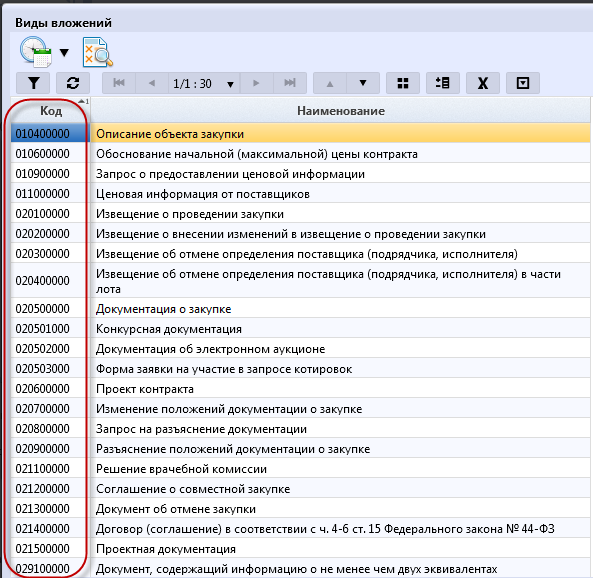 Виды вложений
1/1 : 30
Код 1 Наименование
010400000 Описание объекта закупки
010600000 Обоснование начальной (максимальной) цены контракта
010900000 Запрос о предоставлении ценовой информации
011000000 Ценовая информация от поставщиков
020100000 Извещение о проведении закупки
020200000 Извещение о внесении изменений в извещение о проведении закупки
020300000 Извещение об отмене определения поставщика (подрядчика, исполнителя)
020400000 Извещение об отмене определения поставщика (подрядчика, исполнителя) в части
лота
020500000 Документация о закупке
020501000 Конкурсная документация
020502000 Документация об электронном аукционе
020503000 Форма заявки на участие в запросе котировок
020600000 Проект контракта
020700000 Изменение положений документации о закупке
020800000 Запрос на разъяснение документации
020900000 Разъяснение положений документации о закупке
021100000 Решение врачебной комиссии
021200000 Соглашение о совместной закупке
021300000 Документ об отмене закупки
021400000 Договор (соглашение) в соответствии с ч. 4-6 ст. 15 Федерального закона № 44-ФЗ
021500000 Проектная документация
029100000 Документ, содержащий информацию о не менее чем двух эквивалентах